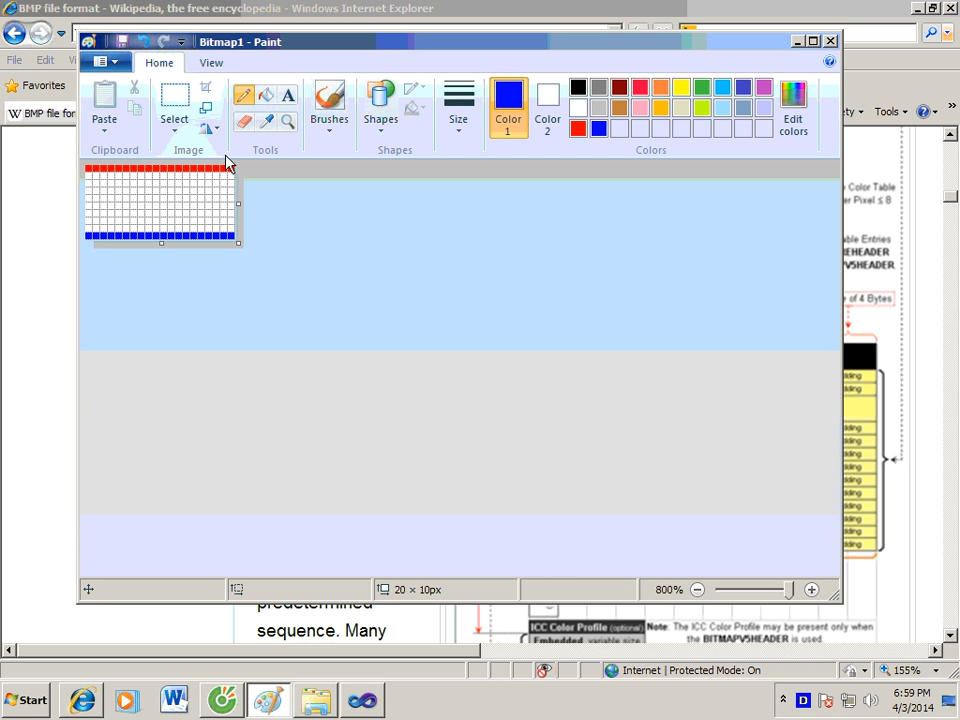 BMP file format - Wikipedia, the free encyclopedia - Windows Internet Explorer
File Edit
Favorites
BMP file for
Tools
Bitmap1 - Paint
Home View
Paste
Select
Brushes
Shapes
Size
Color
1
Color
2
Edit
colors
Clipboard
Image
Tools
Shapes
Colors
Color Table
Pixel ≤ 8
Entries
HEADER
V5HEADER
of 4 Bytes
20 × 10px
800%
predetermined
sequence. Many
ICC Color Profile (optional)
Embedded, variable size
Note: The ICC Color Profile may be present only when
the BITMAPV5HEADER is used.
Internet | Protected Mode: On
155%
Start
6:59 PM
4/3/2014